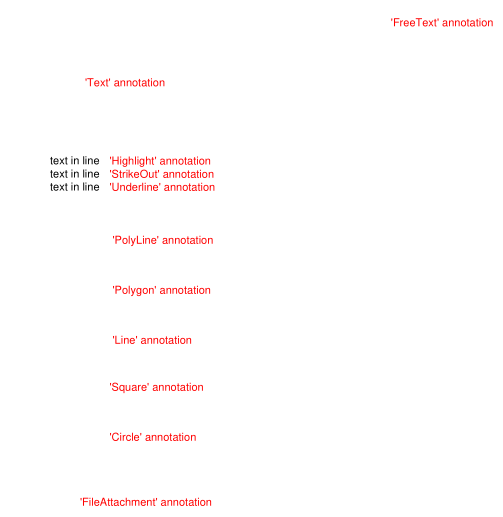 'FreeText' annotation
'Text' annotation
text in line 'Highlight' annotation
text in line 'StrikeOut' annotation
text in line 'Underline' annotation
'PolyLine' annotation
'Polygon' annotation
'Line' annotation
'Square' annotation
'Circle' annotation
'FileAttachment' annotation